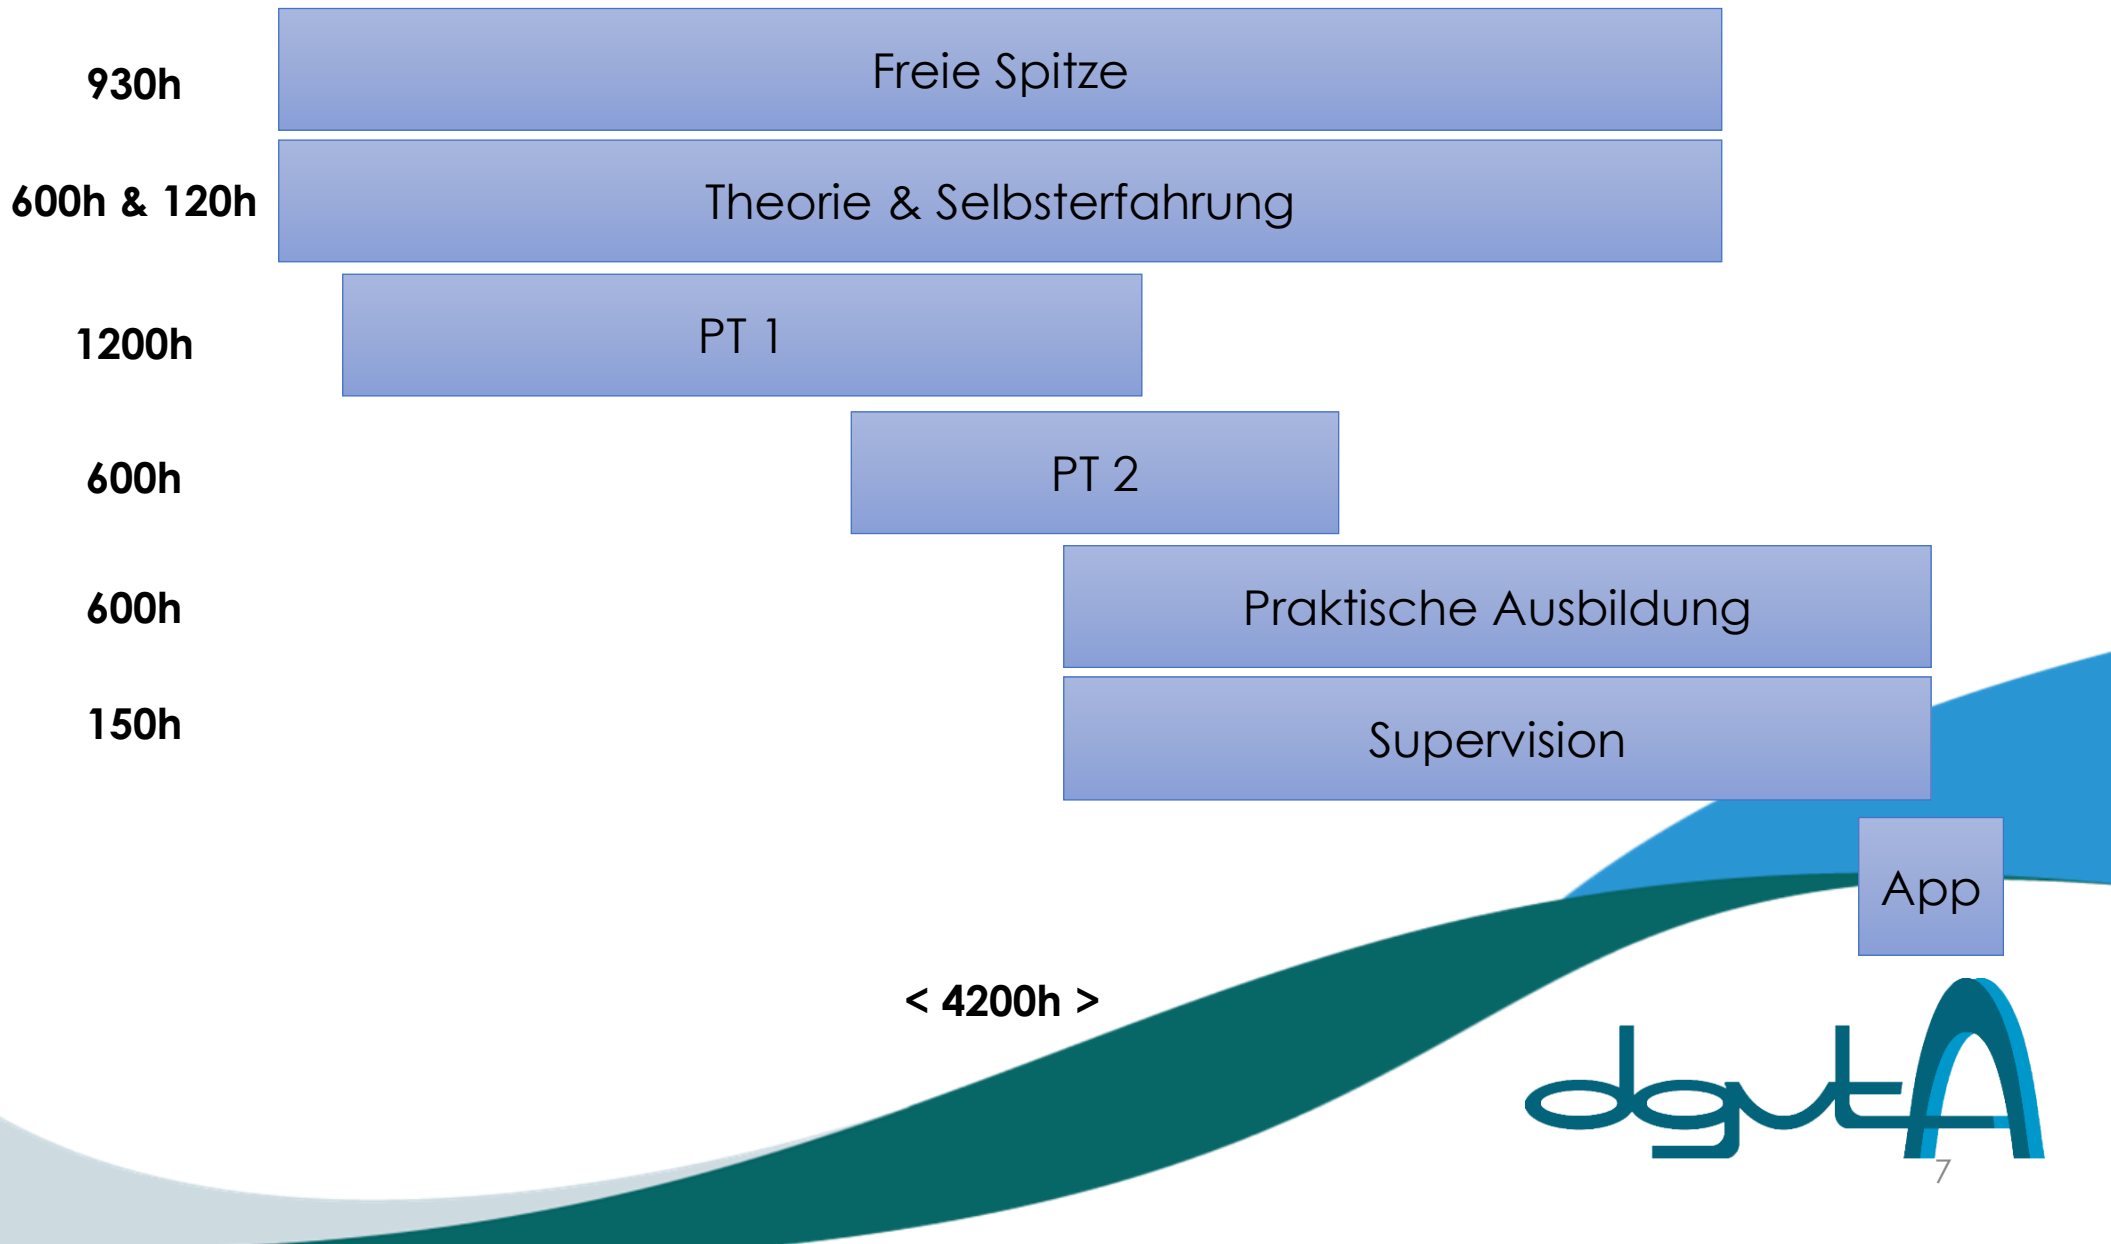 930h
Freie Spitze
600h & 120h
Theorie & Selbsterfahrung
1200h
PT 1
600h
PT 2
600h
Praktische Ausbildung
150h
Supervision
App
< 4200h >
dgvtA
7